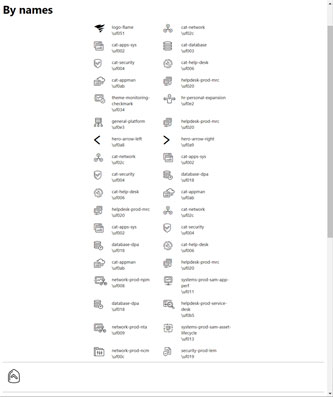 By names
logo-flame
\uf051
cat-network
\uf02c
cat-apps-sys
\uf002
cat-database
\uf003
cat-security
\uf004
cat-help-desk
\uf006
cat-appman
\uf0ab
helpdesk-prod-mrc
\uf020
theme-monitoring-
checkmark
\uf034
hr-personal-expansion
\uf0e2
general-platform
\uf0e5
helpdesk-prod-mrc
\uf020
hero-arrow-left
\uf0a8
hero-arrow-right
\uf0a9
cat-network
\uf02c
cat-apps-sys
\uf002
cat-security
\uf004
database-dpa
\uf018
cat-help-desk
\uf006
cat-appman
\uf0ab
helpdesk-prod-mrc
\uf020
cat-network
\uf02c
cat-apps-sys
\uf002
cat-security
\uf004
database-dpa
\uf018
cat-help-desk
\uf006
cat-appman
\uf0ab
helpdesk-prod-mrc
\uf020
network-prod-npm
\uf008
systems-prod-sam-app-
perf
\uf011
database-dpa
\uf018
helpdesk-prod-service-
desk
\uf0b5
network-prod-nta
\uf009
systems-prod-sam-asset-
lifecycle
\uf013
network-prod-ncm
\uf00c
security-prod-lem
\uf019